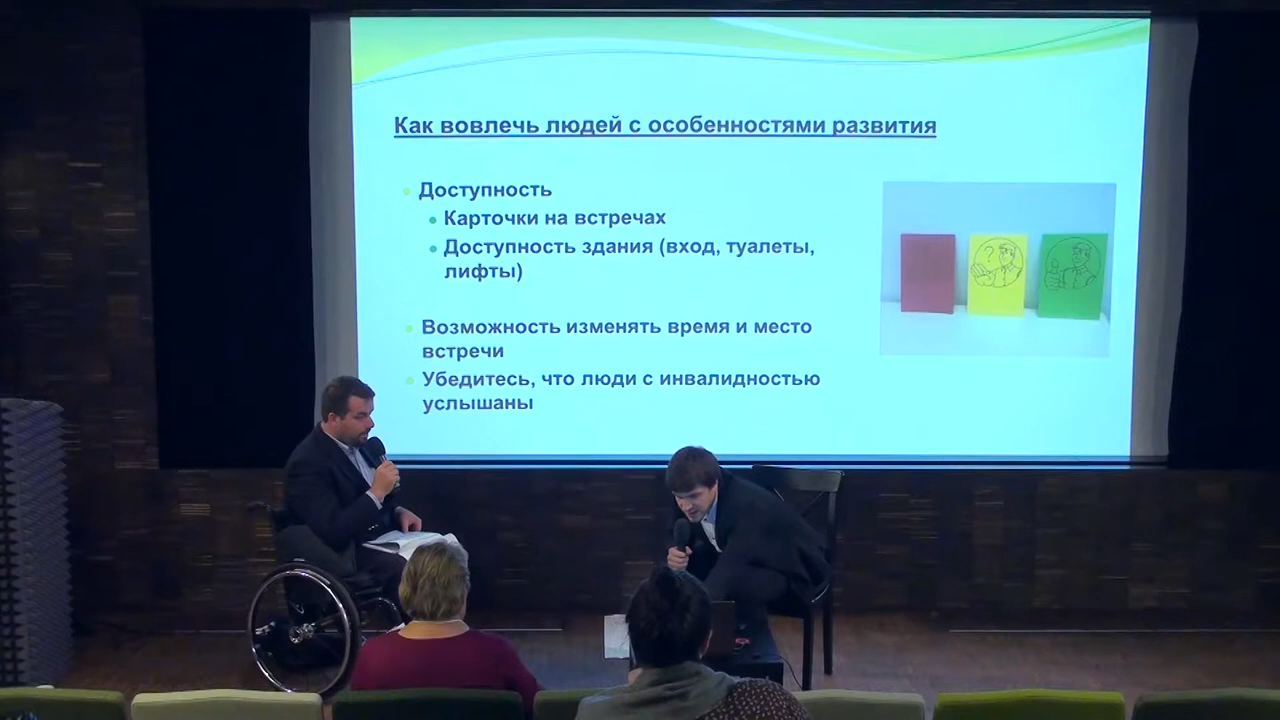 Как вовлечь людей с особенностями развития
Доступность
Карточки на встречах
Доступность здания (вход, туалеты,
лифты)
Возможность изменять время и место
встречи
Убедитесь, что люди с инвалидностью
услышаны
?